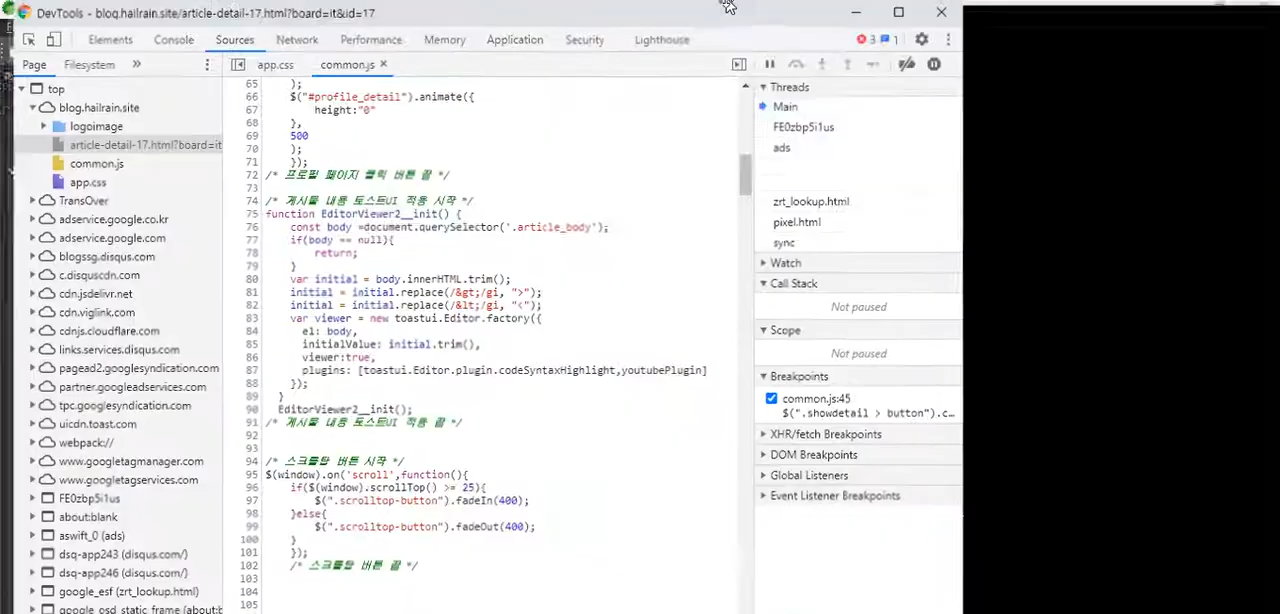 DevTools - blog.hailrain.site/article-detail-17.html?board=it&id=17
Elements Console Sources Network Performance Memory Application Security Lighthouse 3 1
Page Filesystem » app.css common.js ×
top
blog.hailrain.site
logoimage
article-detail-17.html?board=it
common.js
app.css
TransOver
adservice.google.co.kr
adservice.google.com
blogssg.disqus.com
c.disquscdn.com
cdn.jsdelivr.net
cdn.viglink.com
cdnjs.cloudflare.com
links.services.disqus.com
pagead2.googlesyndication.com
partner.googleadservices.com
tpc.googlesyndication.com
uicdn.toast.com
webpack://
www.googletagmanager.com
www.googletagservices.com
FE0zbp5i1us
about:blank
aswift_0 (ads)
dsq-app243 (disqus.com/)
dsq-app246 (disqus.com/)
google_esf (zrt_lookup.html)
google_osd_static_frame (about:b
65 );
66 $("#profile_detail").animate({
67 height:"0"
68 },
69 500
70 );
71 });
72 /* 프로필 페이지 클릭 버튼 끝 */
73
74 /* 게시물 내용 토스트UI 적용 시작 */
75 function EditorViewer2__init() {
76 const body =document.querySelector('.article_body');
77 if(body == null){
78 return;
79 }
80 var initial = body.innerHTML.trim();
81 initial = initial.replace(/&gt;/gi, ">");
82 initial = initial.replace(/&lt;/gi, "<");
83 var viewer = new toastui.Editor.factory({
84 el: body,
85 initialValue: initial.trim(),
86 viewer:true,
87 plugins: [toastui.Editor.plugin.codeSyntaxHighlight,youtubePlugin]
88 });
89 }
90 EditorViewer2__init();
91 /* 게시물 내용 토스트UI 적용 끝 */
92
93
94 /* 스크롤탑 버튼 시작 */
95 $(window).on('scroll',function(){
96 if($(window).scrollTop() >= 25){
97 $(".scrolltop-button").fadeIn(400);
98 }else{
99 $(".scrolltop-button").fadeOut(400);
100 }
101 });
102 /* 스크롤탑 버튼 끝 */
103
104
105
Threads
Main
FE0zbp5i1us
ads
zrt_lookup.html
pixel.html
sync
Watch
Call Stack
Not paused
Scope
Not paused
Breakpoints
common.js:45
$(".showdetail > button").c…
XHR/fetch Breakpoints
DOM Breakpoints
Global Listeners
Event Listener Breakpoints